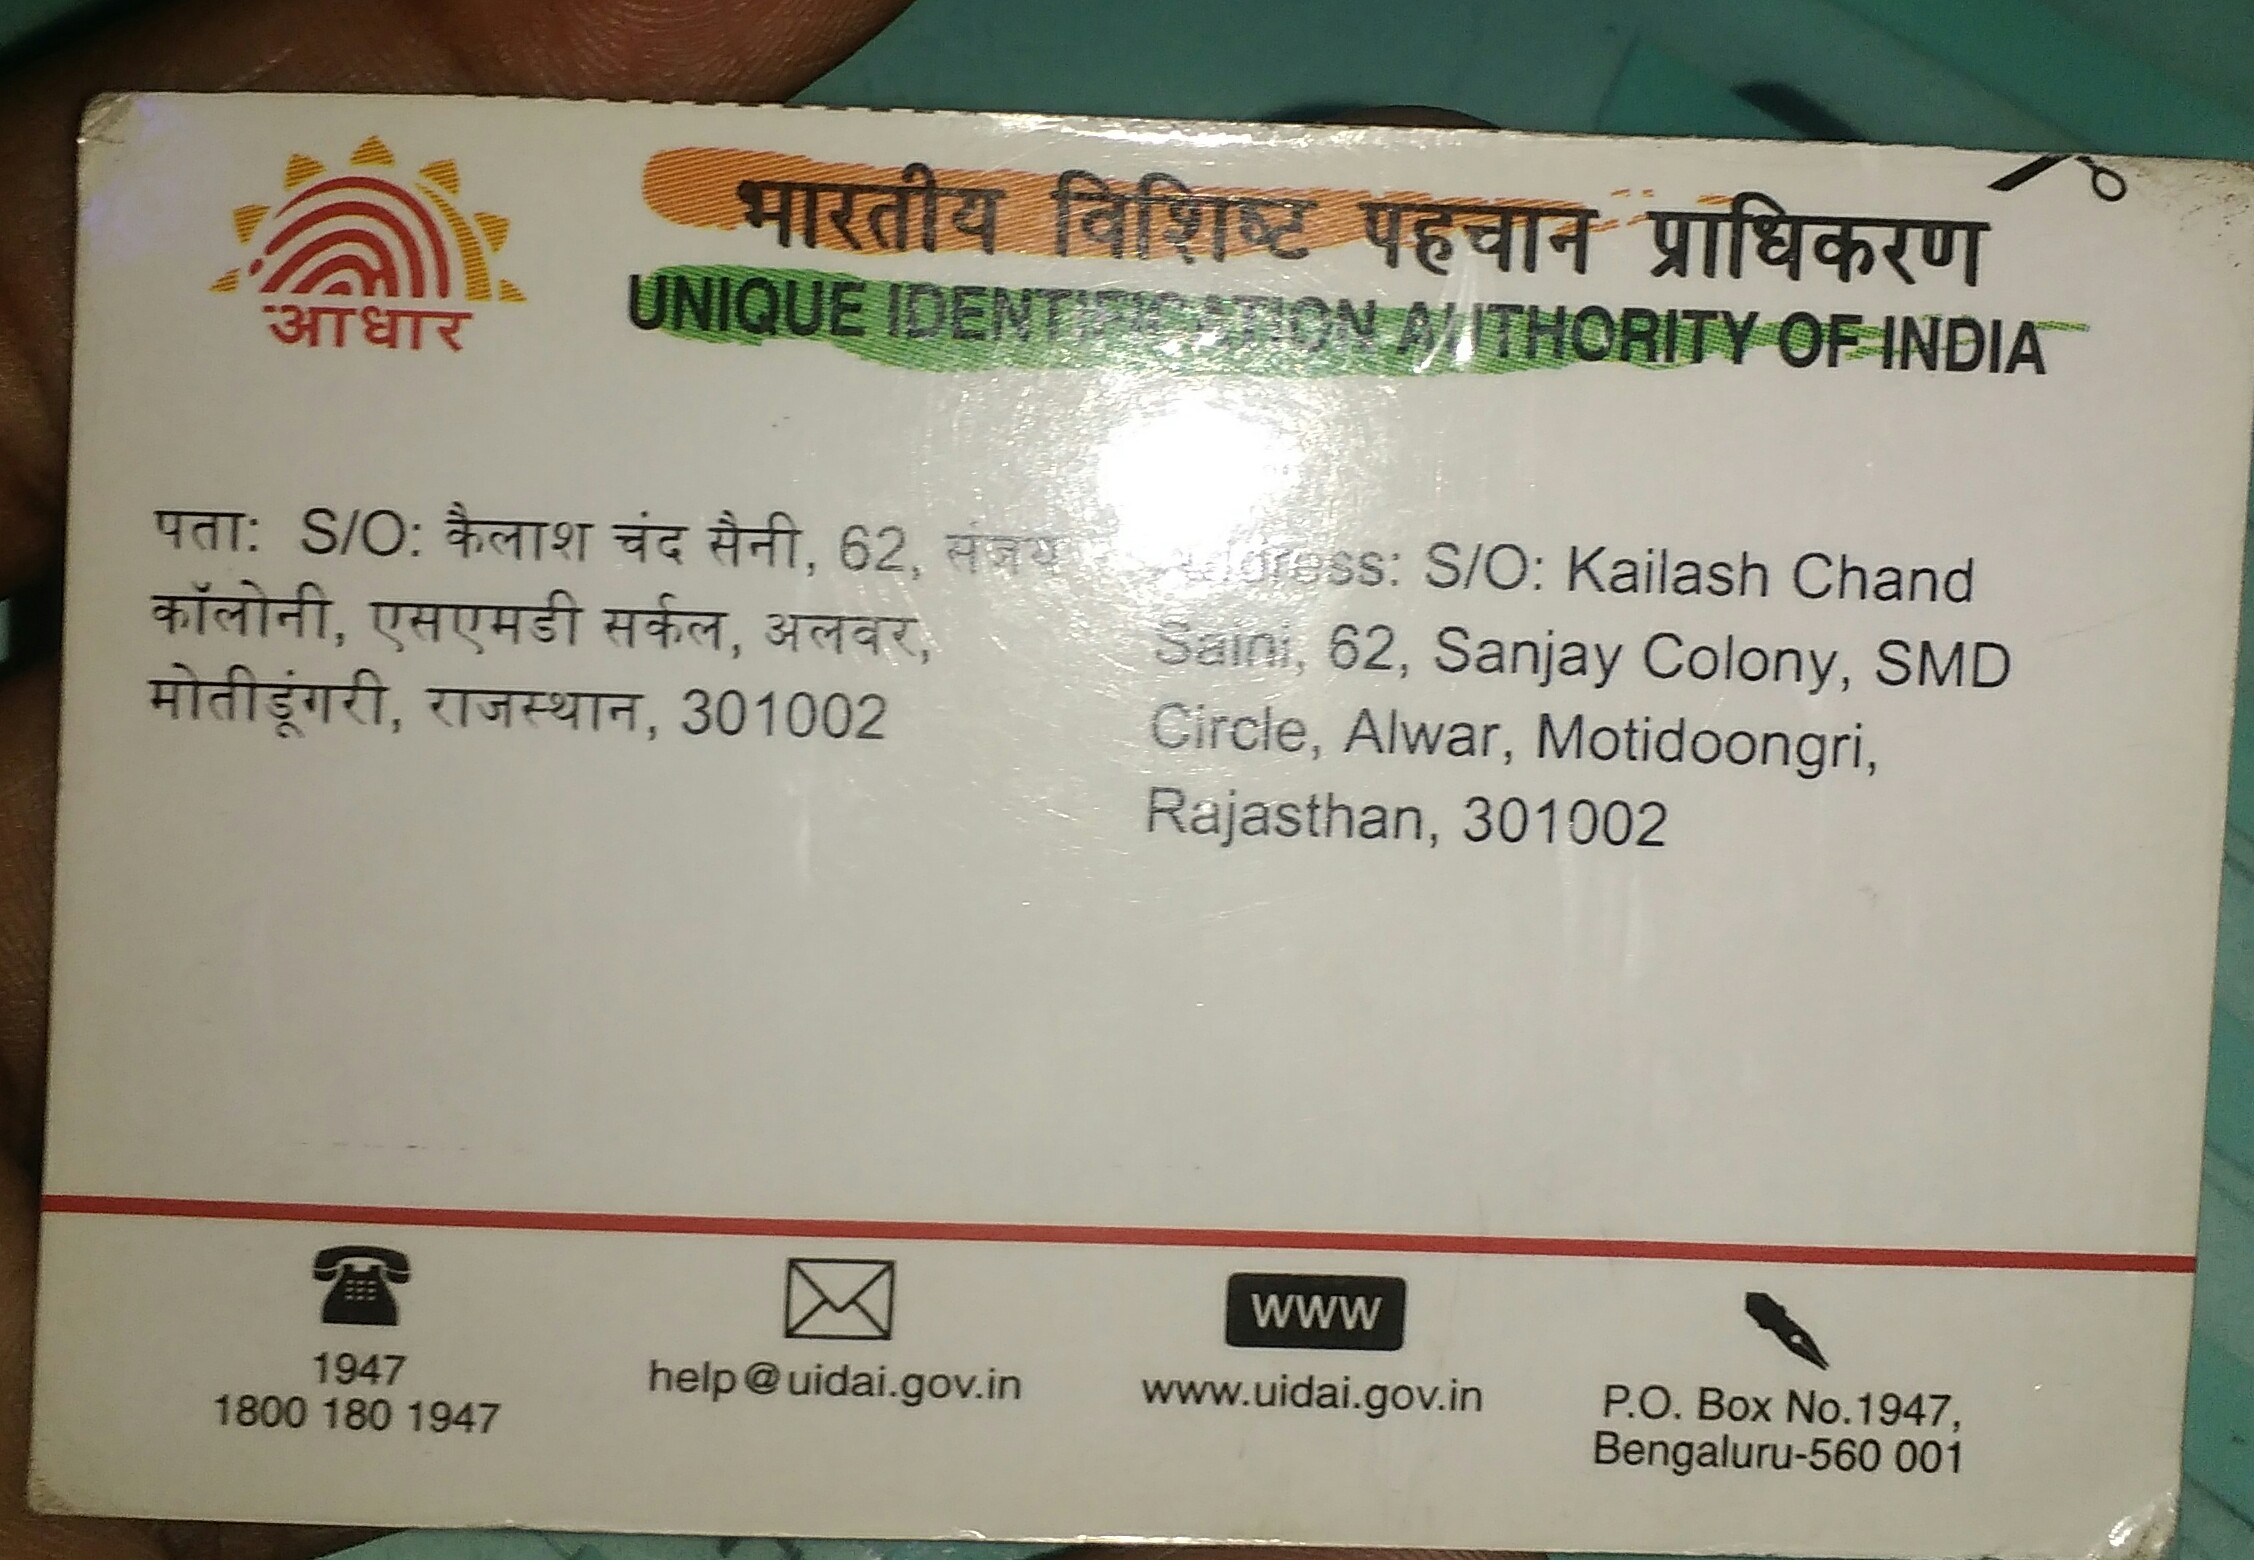 आधार
भारतीय विशिष्ट पहचान प्राधिकरण
UNIQUE IDENTIFICATION AUTHORITY OF INDIA
पता: S/O: कैलाश चंद सैनी, 62, संजय
कॉलोनी, एसएमडी सर्कल, अलवर,
मोतीडूंगरी, राजस्थान, 301002
Address: S/O: Kailash Chand
Saini, 62, Sanjay Colony, SMD
Circle, Alwar, Motidoongri,
Rajasthan, 301002
1947
1800 180 1947
help@uidai.gov.in
www
www.uidai.gov.in
P.O. Box No.1947,
Bengaluru-560 001